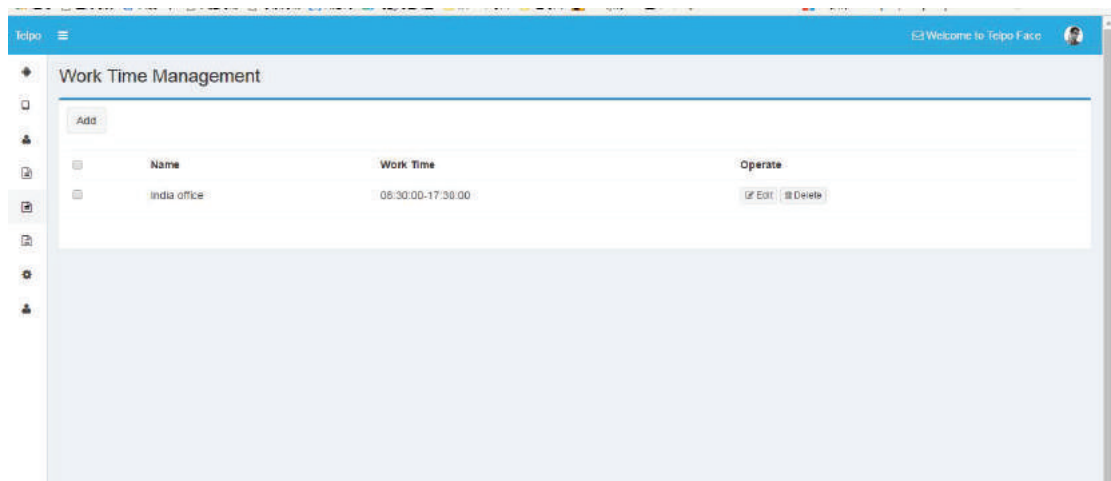 Telpo
Welcome to Telpo Face
Work Time Management
Add
Name Work Time Operate
India office 08:30:00-17:30:00 Edit Delete